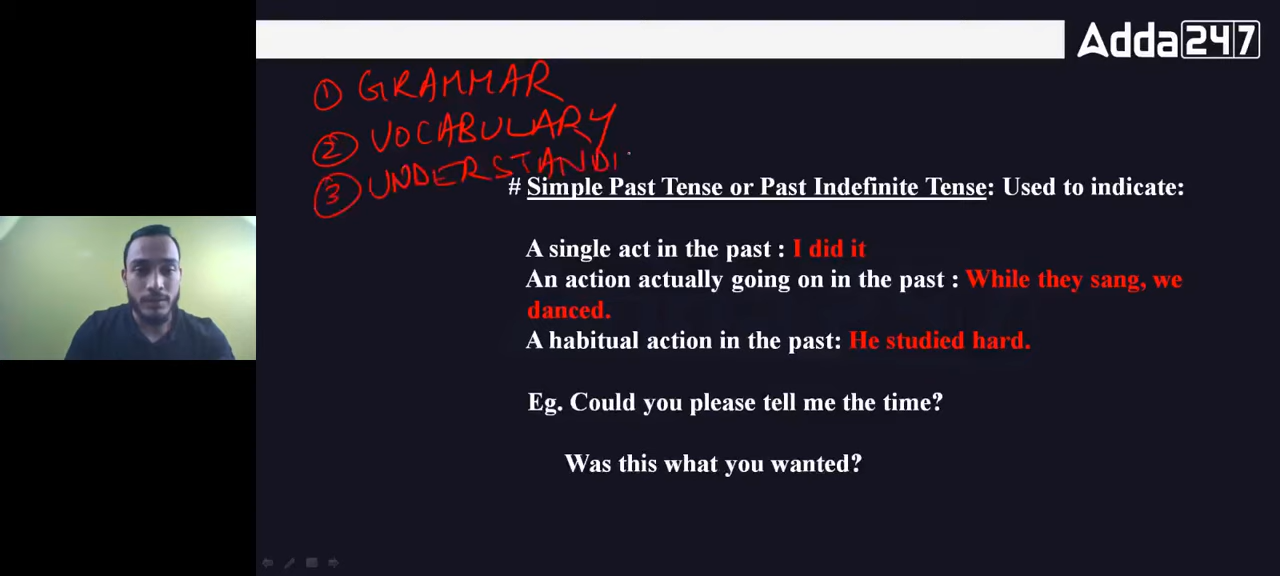 Adda247
① GRAMMAR
② VOCABULARY
③ UNDERSTANDI
# Simple Past Tense or Past Indefinite Tense: Used to indicate:
A single act in the past : I did it
An action actually going on in the past : While they sang, we
danced.
A habitual action in the past: He studied hard.
Eg. Could you please tell me the time?
Was this what you wanted?